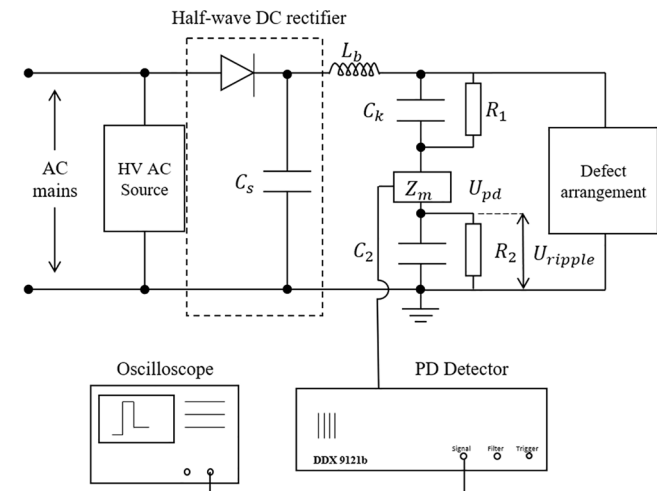 Half-wave DC rectifier
L_b
C_k
R_1
AC
mains
HV AC
Source
C_s
Z_m
U_pd
Defect
arrangement
C_2
R_2
U_ripple
Oscilloscope
PD Detector
Signal
Filter
Trigger
DDX 9121b